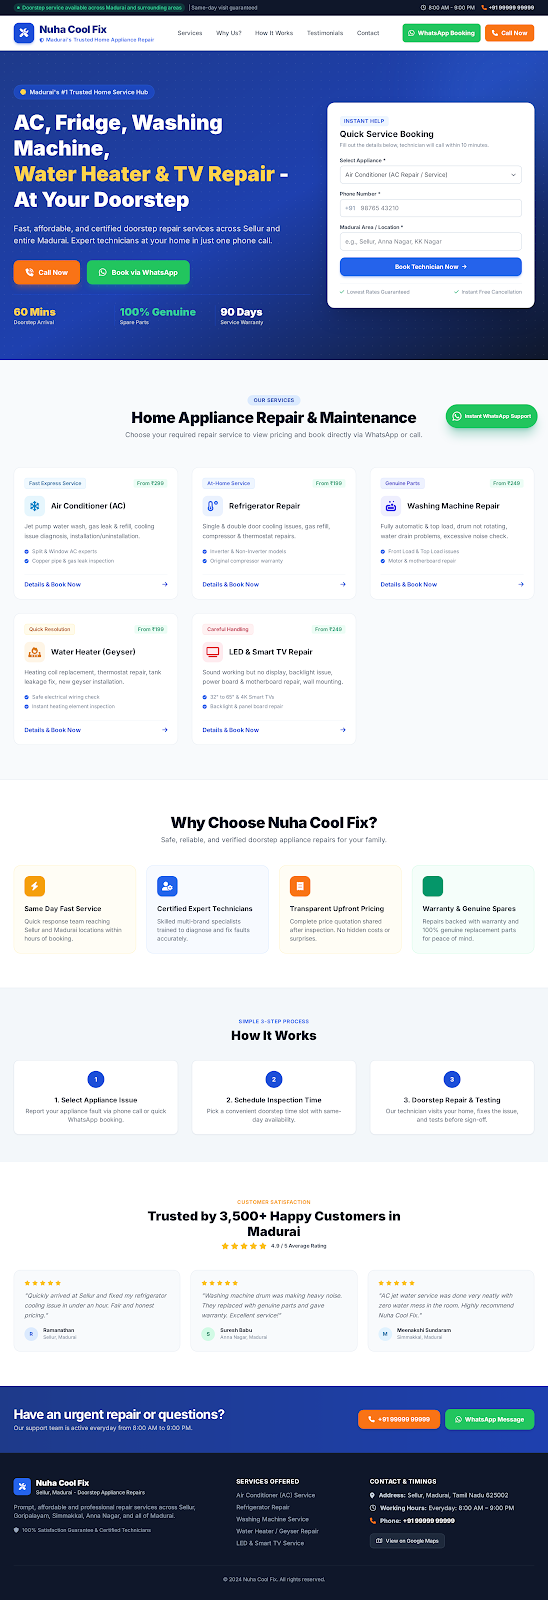 Doorstep service available across Madurai and surrounding areas | Same-day visit guaranteed
8:00 AM - 9:00 PM
+91 99999 99999
Nuha Cool Fix
Madurai's Trusted Home Appliance Repair
Services
Why Us?
How It Works
Testimonials
Contact
WhatsApp Booking
Call Now
Madurai's #1 Trusted Home Service Hub
AC, Fridge, Washing
Machine,
Water Heater & TV Repair -
At Your Doorstep
Fast, affordable, and certified doorstep repair services across Sellur and
entire Madurai. Expert technicians at your home in just one phone call.
Call Now
Book via WhatsApp
60 Mins
Doorstep Arrival
100% Genuine
Spare Parts
90 Days
Service Warranty
INSTANT HELP
Quick Service Booking
Fill out the details below, technician will call within 10 minutes.
Select Appliance *
Air Conditioner (AC Repair / Service)
Phone Number *
+91 98765 43210
Madurai Area / Location *
e.g., Sellur, Anna Nagar, KK Nagar
Book Technician Now →
Lowest Rates Guaranteed
Instant Free Cancellation
OUR SERVICES
Home Appliance Repair & Maintenance
Choose your required repair service to view pricing and book directly via WhatsApp or call.
Instant WhatsApp Support
Fast Express Service
From ₹299
Air Conditioner (AC)
Jet pump water wash, gas leak & refill, cooling
issue diagnosis, installation/uninstallation.
Split & Window AC experts
Copper pipe & gas leak inspection
Details & Book Now →
At-Home Service
From ₹199
Refrigerator Repair
Single & double door cooling issues, gas refill,
compressor & thermostat repairs.
Inverter & Non-Inverter models
Original compressor warranty
Details & Book Now →
Genuine Parts
From ₹249
Washing Machine Repair
Fully automatic & top load, drum not rotating,
water drain problems, excessive noise check.
Front Load & Top Load issues
Motor & motherboard repair
Details & Book Now →
Quick Resolution
From ₹199
Water Heater (Geyser)
Heating coil replacement, thermostat repair, tank
leakage fix, new geyser installation.
Safe electrical wiring check
Instant heating element inspection
Details & Book Now →
Careful Handling
From ₹249
LED & Smart TV Repair
Sound working but no display, backlight issue,
power board & motherboard repair, wall mounting.
32" to 65" & 4K Smart TVs
Backlight & panel board repair
Details & Book Now →
Why Choose Nuha Cool Fix?
Safe, reliable, and verified doorstep appliance repairs for your family.
Same Day Fast Service
Quick response team reaching
Sellur and Madurai locations within
hours of booking.
Certified Expert Technicians
Skilled multi-brand specialists
trained to diagnose and fix faults
accurately.
Transparent Upfront Pricing
Complete price quotation shared
after inspection. No hidden costs or
surprises.
Warranty & Genuine Spares
Repairs backed with warranty and
100% genuine replacement parts
for peace of mind.
SIMPLE 3-STEP PROCESS
How It Works
1
1. Select Appliance Issue
Report your appliance fault via phone call or quick
WhatsApp booking.
2
2. Schedule Inspection Time
Pick a convenient doorstep time slot with same-
day availability.
3
3. Doorstep Repair & Testing
Our technician visits your home, fixes the issue,
and tests before sign-off.
CUSTOMER SATISFACTION
Trusted by 3,500+ Happy Customers in
Madurai
4.9 / 5 Average Rating
"Quickly arrived at Sellur and fixed my refrigerator
cooling issue in under an hour. Fair and honest
pricing."
R
Ramanathan
Sellur, Madurai
"Washing machine drum was making heavy noise.
They replaced with genuine parts and gave
warranty. Excellent service!"
S
Suresh Babu
Anna Nagar, Madurai
"AC jet water service was done very neatly with
zero water mess in the room. Highly recommend
Nuha Cool Fix."
M
Meenakshi Sundaram
Simmakkal, Madurai
Have an urgent repair or questions?
Our support team is active everyday from 8:00 AM to 9:00 PM.
+91 99999 99999
WhatsApp Message
Nuha Cool Fix
Sellur, Madurai - Doorstep Appliance Repairs
Prompt, affordable and professional repair services across Sellur,
Goripalayam, Simmakkal, Anna Nagar, and all of Madurai.
100% Satisfaction Guarantee & Certified Technicians
SERVICES OFFERED
Air Conditioner (AC) Service
Refrigerator Repair
Washing Machine Service
Water Heater / Geyser Repair
LED & Smart TV Service
CONTACT & TIMINGS
Address: Sellur, Madurai, Tamil Nadu 625002
Working Hours: Everyday: 8:00 AM – 9:00 PM
Phone: +91 99999 99999
View on Google Maps
© 2024 Nuha Cool Fix. All rights reserved.